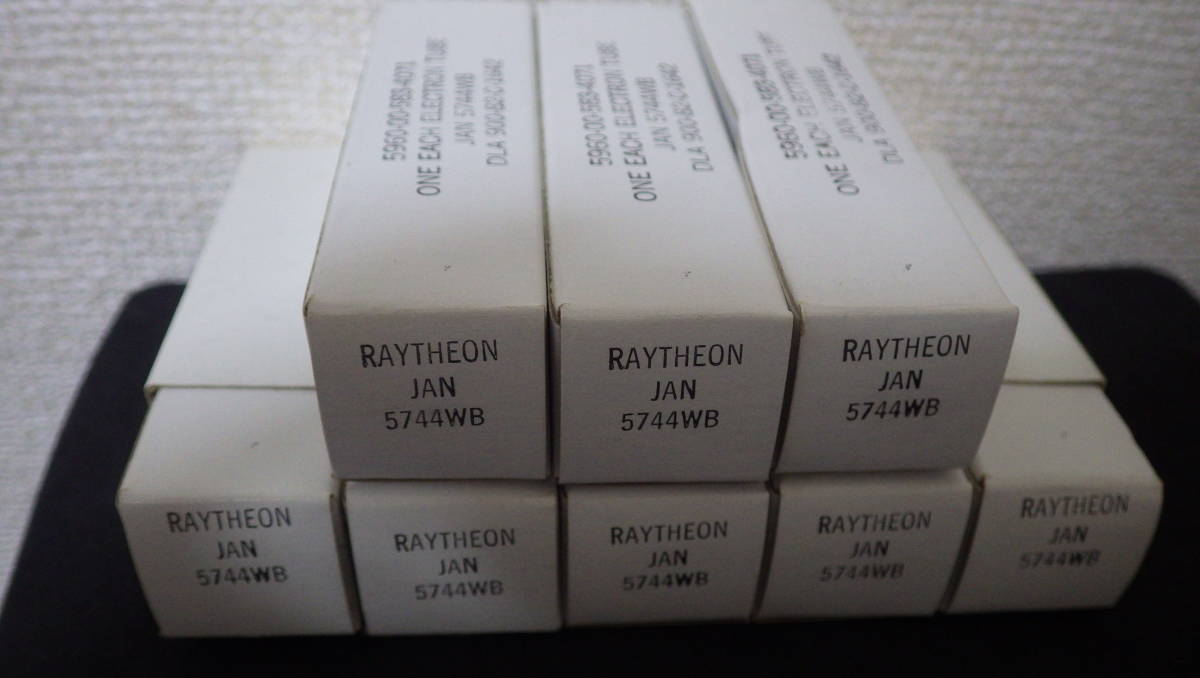 5960-00-583-4071
ONE EACH ELECTRON TUBE
JAN 5744WB
DLA 900-82-C-1642
5960-00-583-4071
ONE EACH ELECTRON TUBE
JAN 5744WB
DLA 900-82-C-1642
5960-00-583-4071
ONE EACH ELECTRON TUBE
JAN 5744WB
DLA 900-82-C-1642
RAYTHEON
JAN
5744WB
RAYTHEON
JAN
5744WB
RAYTHEON
JAN
5744WB
RAYTHEON
JAN
5744WB
RAYTHEON
JAN
5744WB
RAYTHEON
JAN
5744WB
RAYTHEON
JAN
5744WB
RAYTHEON
JAN
5744WB